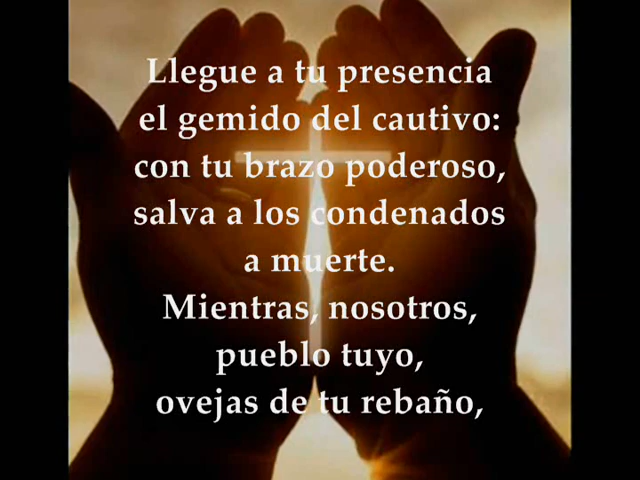 Llegue a tu presencia
el gemido del cautivo:
con tu brazo poderoso,
salva a los condenados
a muerte.
Mientras, nosotros,
pueblo tuyo,
ovejas de tu rebaño,